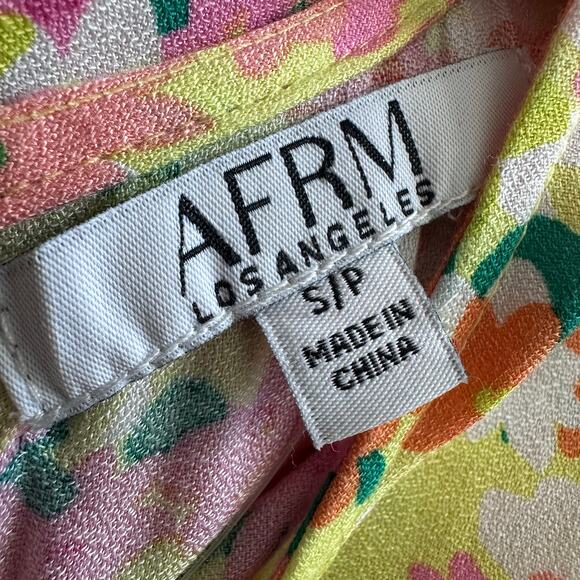 AFRM
LOS ANGELES
S/P
MADE IN
CHINA